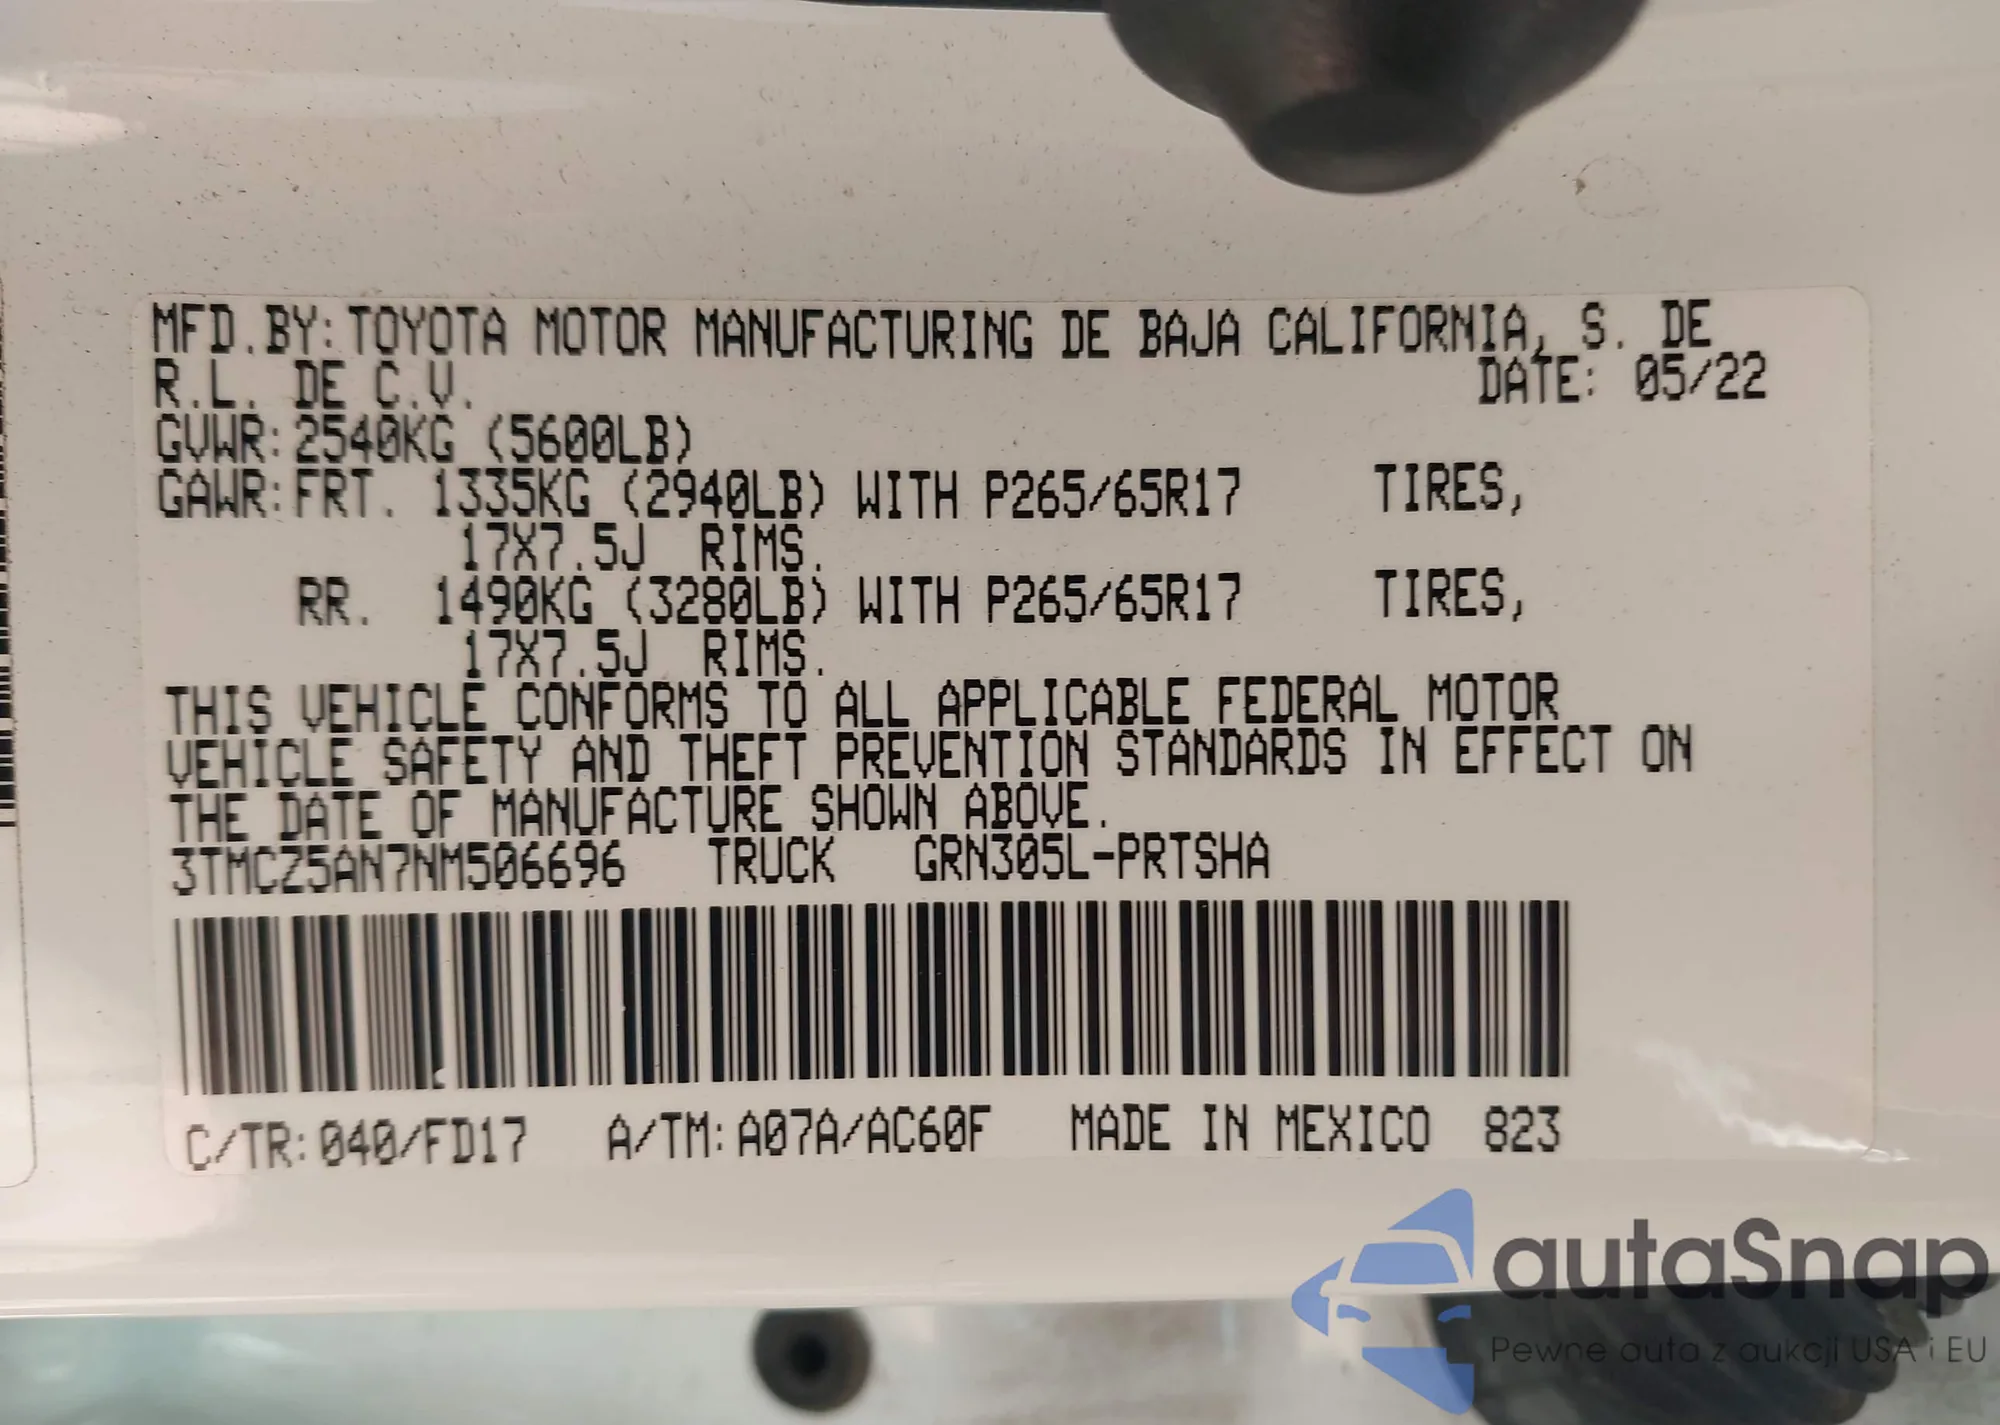 MFD.BY:TOYOTA MOTOR MANUFACTURING DE BAJA CALIFORNIA, S. DE
R.L. DE C.V. DATE: 05/22
GVWR:2540KG (5600LB)
GAWR:FRT. 1335KG (2940LB) WITH P265/65R17 TIRES,
17X7.5J RIMS.
RR. 1490KG (3280LB) WITH P265/65R17 TIRES,
17X7.5J RIMS.
THIS VEHICLE CONFORMS TO ALL APPLICABLE FEDERAL MOTOR
VEHICLE SAFETY AND THEFT PREVENTION STANDARDS IN EFFECT ON
THE DATE OF MANUFACTURE SHOWN ABOVE.
3TMCZ5AN7NM506696 TRUCK GRN305L-PRTSHA
C/TR:040/FD17 A/TM:A07A/AC60F MADE IN MEXICO 823
autaSnap
Pewne auta z aukcji USA i EU